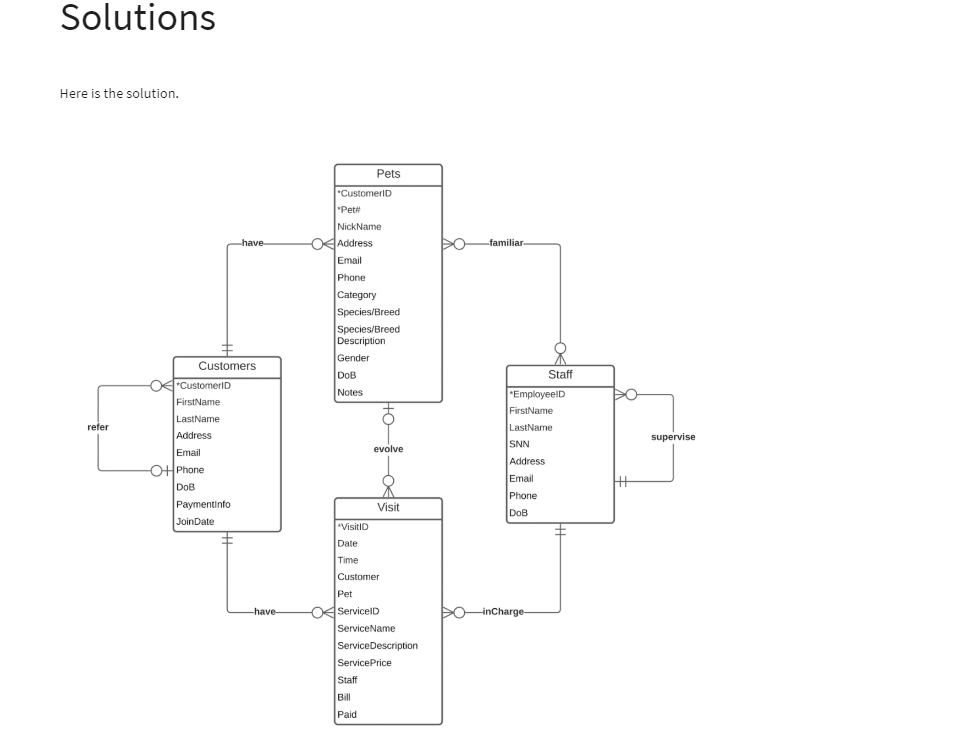 Solutions
Here is the solution.
Pets
*CustomerID
*Pet#
NickName
Address
Email
Phone
Category
Species/Breed
Species/Breed
Description
Gender
DoB
Notes
have
familiar
Customers
*CustomerID
FirstName
LastName
Address
Email
Phone
DoB
PaymentInfo
JoinDate
refer
Staff
*EmployeeID
FirstName
LastName
SNN
Address
Email
Phone
DoB
supervise
evolve
Visit
*VisitID
Date
Time
Customer
Pet
ServiceID
ServiceName
ServiceDescription
ServicePrice
Staff
Bill
Paid
have
inCharge